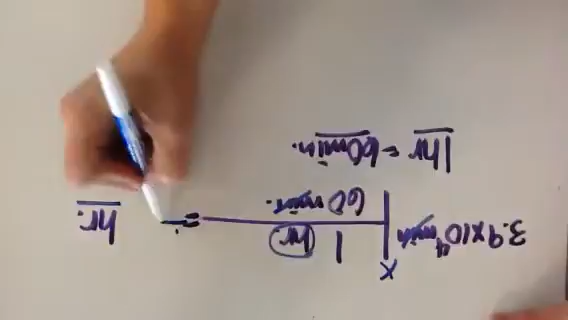 x
3.9x10⁴ min 1 hr.
60 min. = hr.
1hr = 60min.